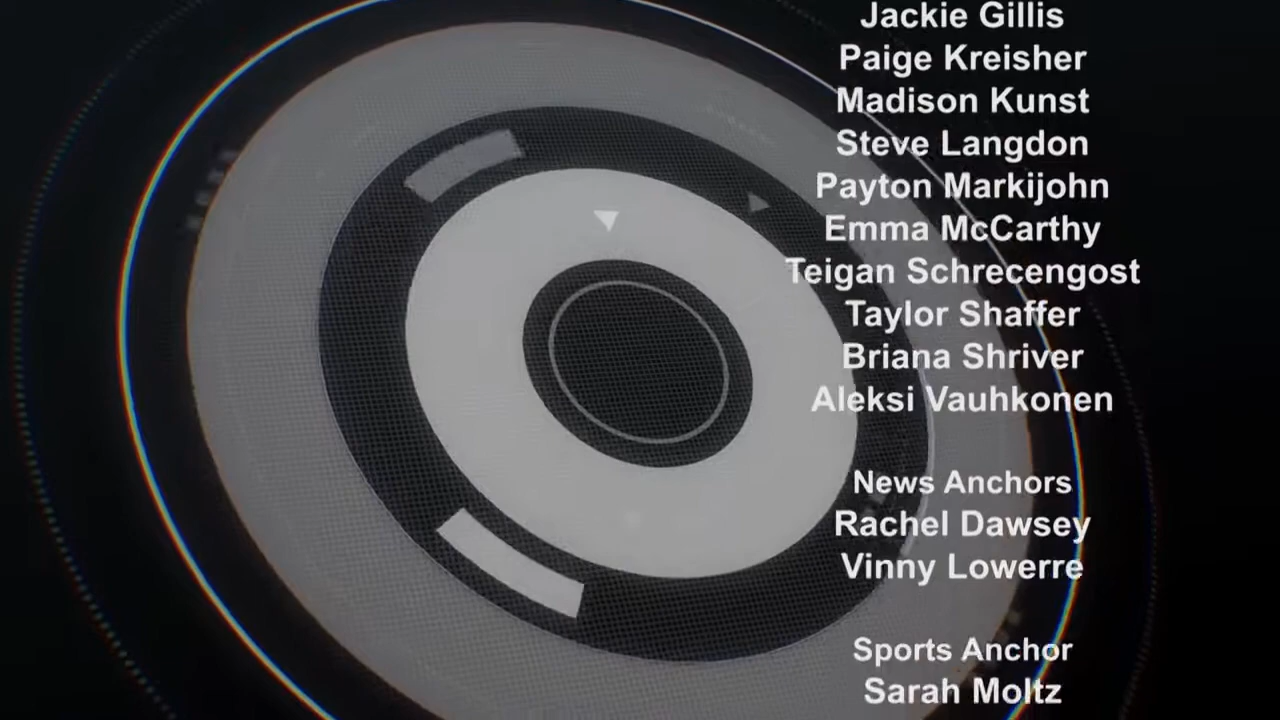 Jackie Gillis
Paige Kreisher
Madison Kunst
Steve Langdon
Payton Markijohn
Emma McCarthy
Teigan Schrecengost
Taylor Shaffer
Briana Shriver
Aleksi Vauhkonen
News Anchors
Rachel Dawsey
Vinny Lowerre
Sports Anchor
Sarah Moltz